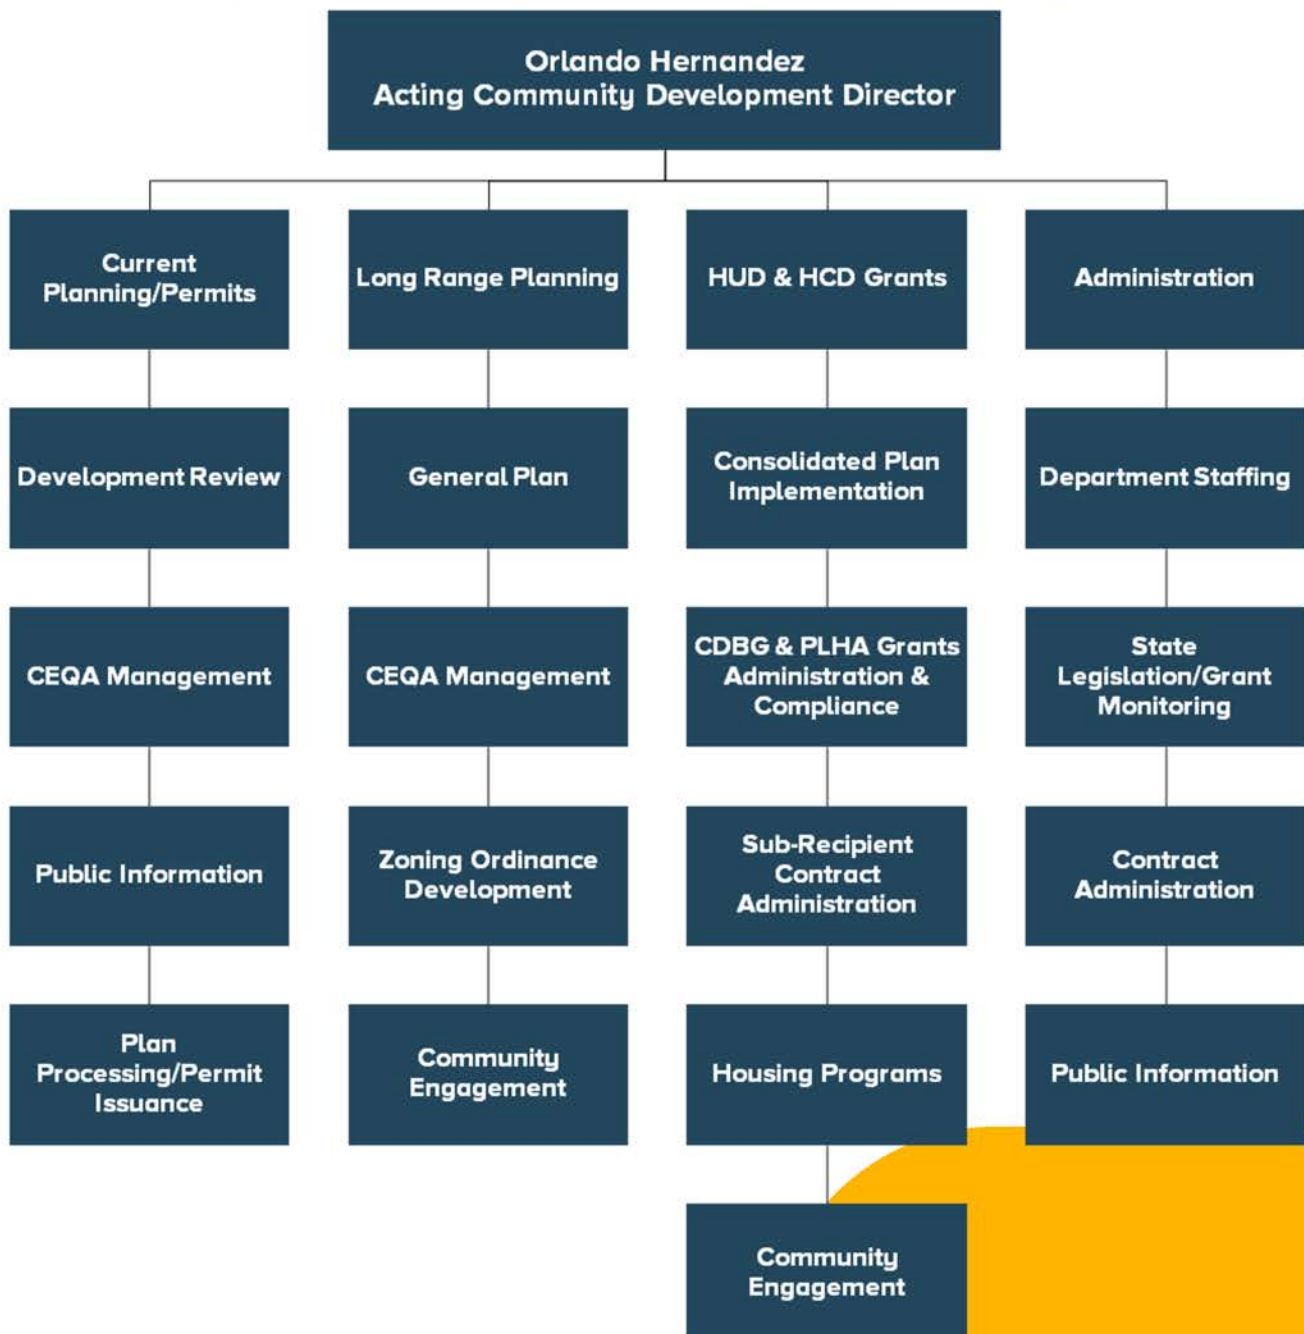 Orlando Hernandez
Acting Community Development Director
Current
Planning/Permits
Long Range Planning
HUD & HCD Grants
Administration
Development Review
General Plan
Consolidated Plan
Implementation
Department Staffing
CEQA Management
CEQA Management
CDBG & PLHA Grants
Administration &
Compliance
State
Legislation/Grant
Monitoring
Public Information
Zoning Ordinance
Development
Sub-Recipient
Contract
Administration
Contract
Administration
Plan
Processing/Permit
Issuance
Community
Engagement
Housing Programs
Public Information
Community
Engagement